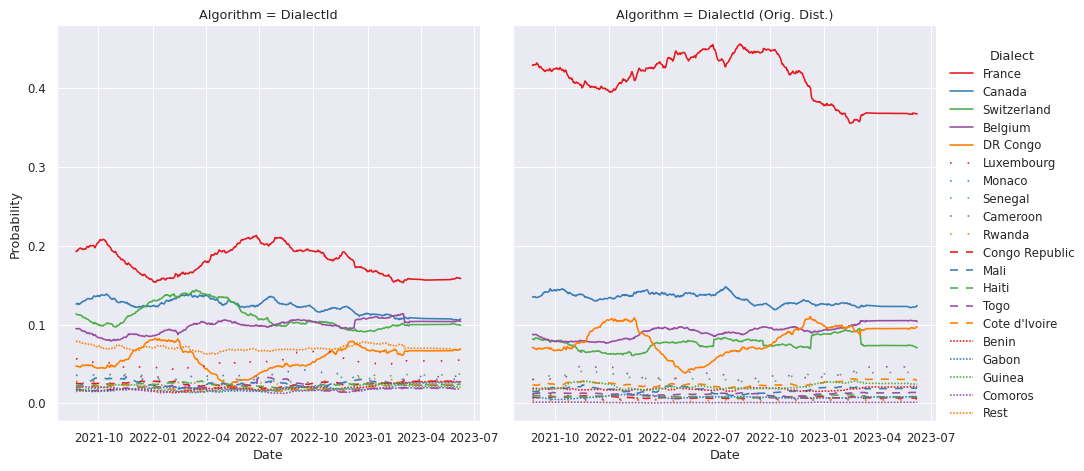 Algorithm = DialectId
Algorithm = DialectId (Orig. Dist.)
Probability
0.4
0.3
0.2
0.1
0.0
2021-10 2022-01 2022-04 2022-07 2022-10 2023-01 2023-04 2023-07
Date
2021-10 2022-01 2022-04 2022-07 2022-10 2023-01 2023-04 2023-07
Date
Dialect
France
Canada
Switzerland
Belgium
DR Congo
Luxembourg
Monaco
Senegal
Cameroon
Rwanda
Congo Republic
Mali
Haiti
Togo
Cote d'Ivoire
Benin
Gabon
Guinea
Comoros
Rest